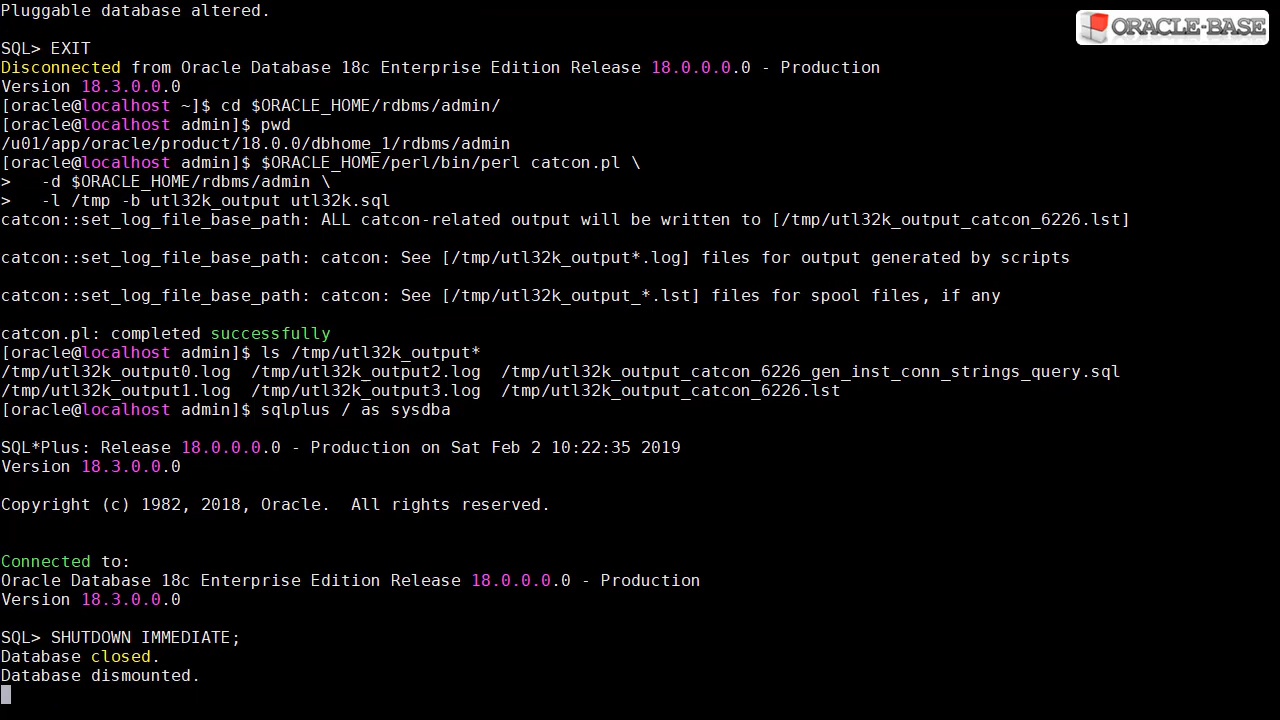 Pluggable database altered.
ORACLE-BASE
SQL> EXIT
Disconnected from Oracle Database 18c Enterprise Edition Release 18.0.0.0.0 - Production
Version 18.3.0.0.0
[oracle@localhost ~]$ cd $ORACLE_HOME/rdbms/admin/
[oracle@localhost admin]$ pwd
/u01/app/oracle/product/18.0.0/dbhome_1/rdbms/admin
[oracle@localhost admin]$ $ORACLE_HOME/perl/bin/perl catcon.pl \
>   -d $ORACLE_HOME/rdbms/admin \
>   -l /tmp -b utl32k_output utl32k.sql
catcon::set_log_file_base_path: ALL catcon-related output will be written to [/tmp/utl32k_output_catcon_6226.lst]
catcon::set_log_file_base_path: catcon: See [/tmp/utl32k_output*.log] files for output generated by scripts
catcon::set_log_file_base_path: catcon: See [/tmp/utl32k_output_*.lst] files for spool files, if any
catcon.pl: completed successfully
[oracle@localhost admin]$ ls /tmp/utl32k_output*
/tmp/utl32k_output0.log  /tmp/utl32k_output2.log  /tmp/utl32k_output_catcon_6226_gen_inst_conn_strings_query.sql
/tmp/utl32k_output1.log  /tmp/utl32k_output3.log  /tmp/utl32k_output_catcon_6226.lst
[oracle@localhost admin]$ sqlplus / as sysdba
SQL*Plus: Release 18.0.0.0.0 - Production on Sat Feb 2 10:22:35 2019
Version 18.3.0.0.0
Copyright (c) 1982, 2018, Oracle.  All rights reserved.
Connected to:
Oracle Database 18c Enterprise Edition Release 18.0.0.0.0 - Production
Version 18.3.0.0.0
SQL> SHUTDOWN IMMEDIATE;
Database closed.
Database dismounted.